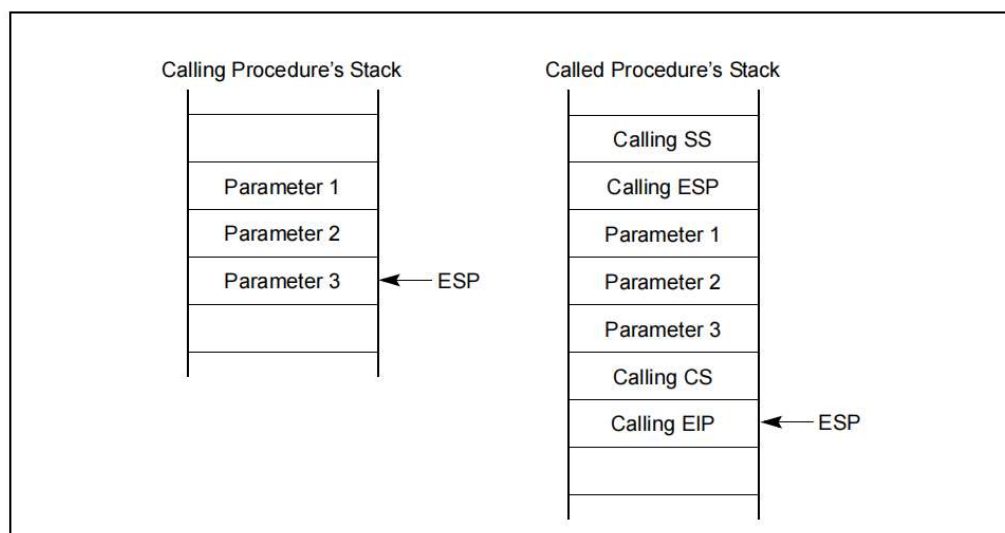 Calling Procedure's Stack
Parameter 1
Parameter 2
Parameter 3
ESP
Called Procedure's Stack
Calling SS
Calling ESP
Parameter 1
Parameter 2
Parameter 3
Calling CS
Calling EIP
ESP